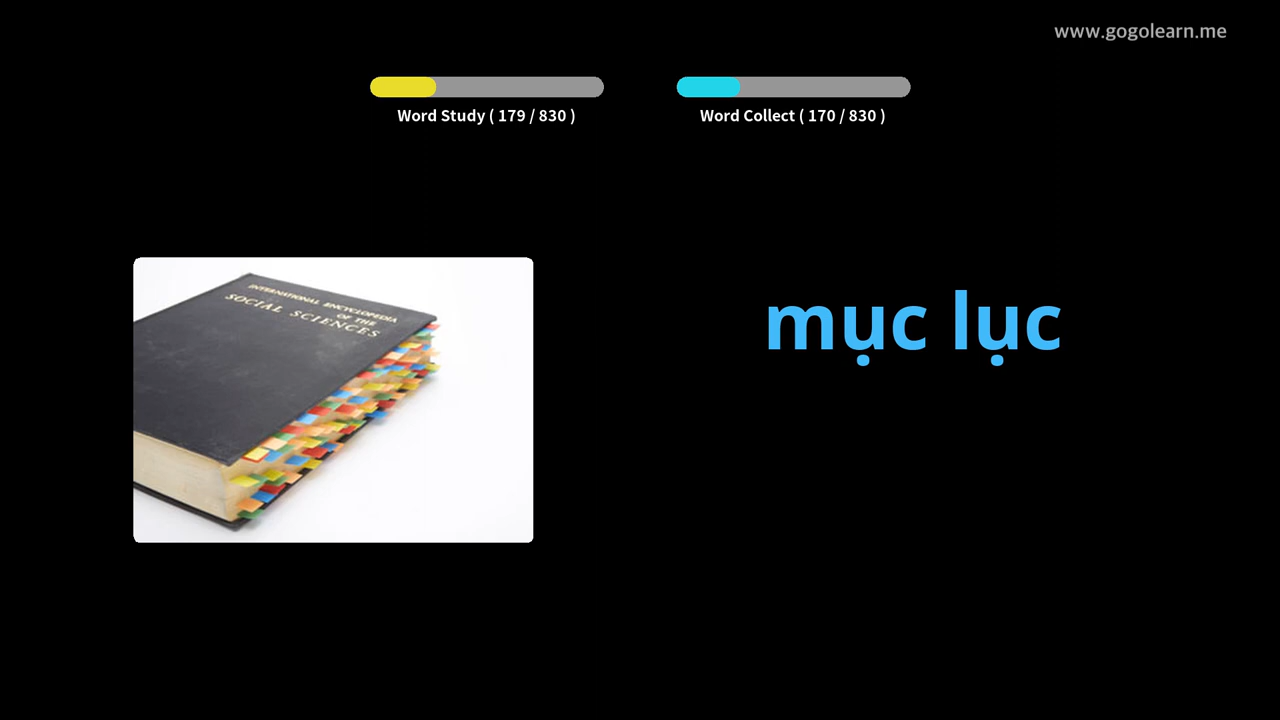 www.gogolearn.me
Word Study ( 179 / 830 )
Word Collect ( 170 / 830 )
INTERNATIONAL ENCYCLOPEDIA
OF THE
SOCIAL SCIENCES
mục lục